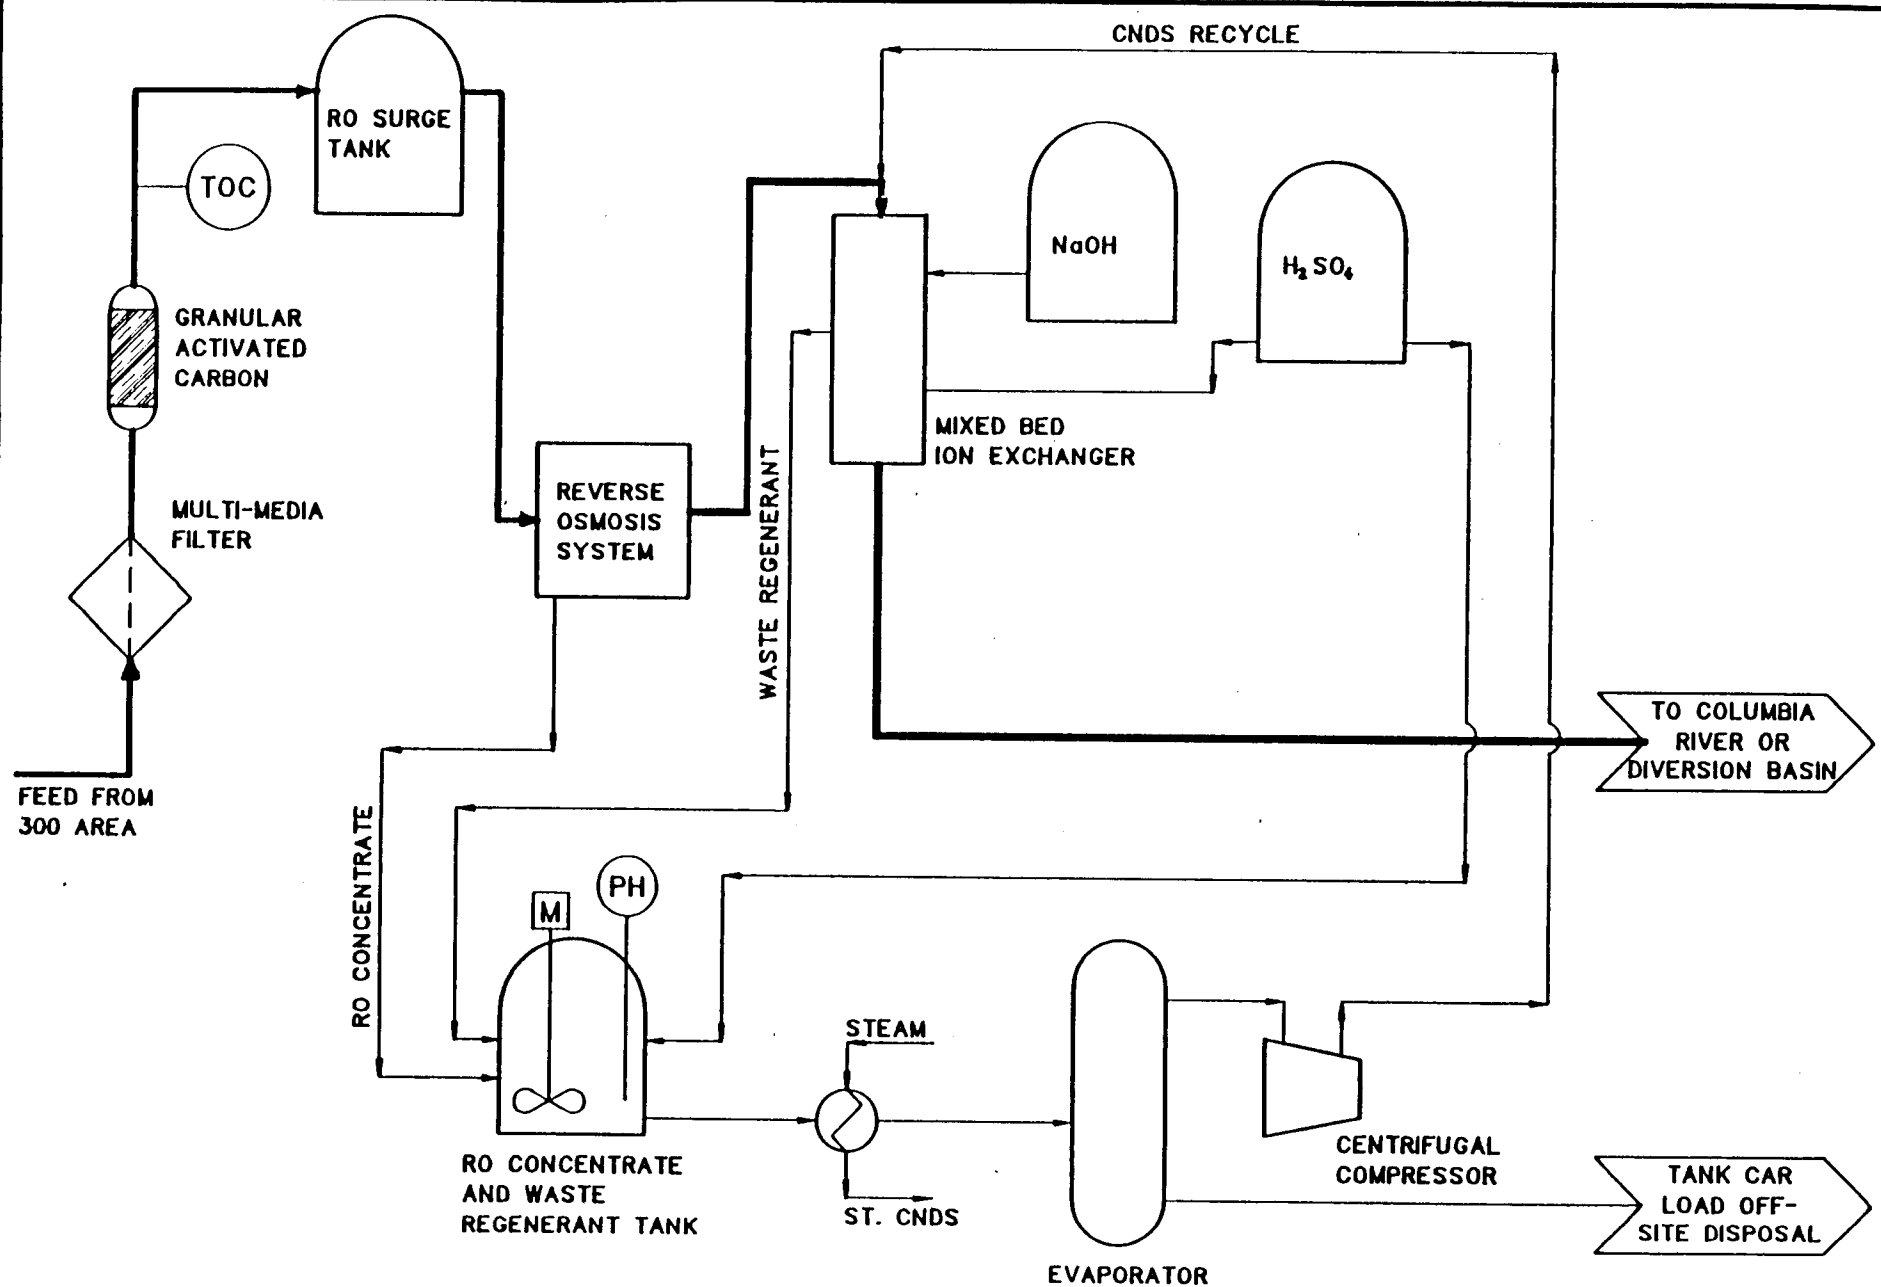 CNDS RECYCLE
RO SURGE
TANK
TOC
NaOH
H₂SO₄
GRANULAR
ACTIVATED
CARBON
MIXED BED
ION EXCHANGER
MULTI-MEDIA
FILTER
REVERSE
OSMOSIS
SYSTEM
WASTE REGENERANT
TO COLUMBIA
RIVER OR
DIVERSION BASIN
FEED FROM
300 AREA
RO CONCENTRATE
M
PH
STEAM
ST. CNDS
RO CONCENTRATE
AND WASTE
REGENERANT TANK
CENTRIFUGAL
COMPRESSOR
TANK CAR
LOAD OFF-
SITE DISPOSAL
EVAPORATOR